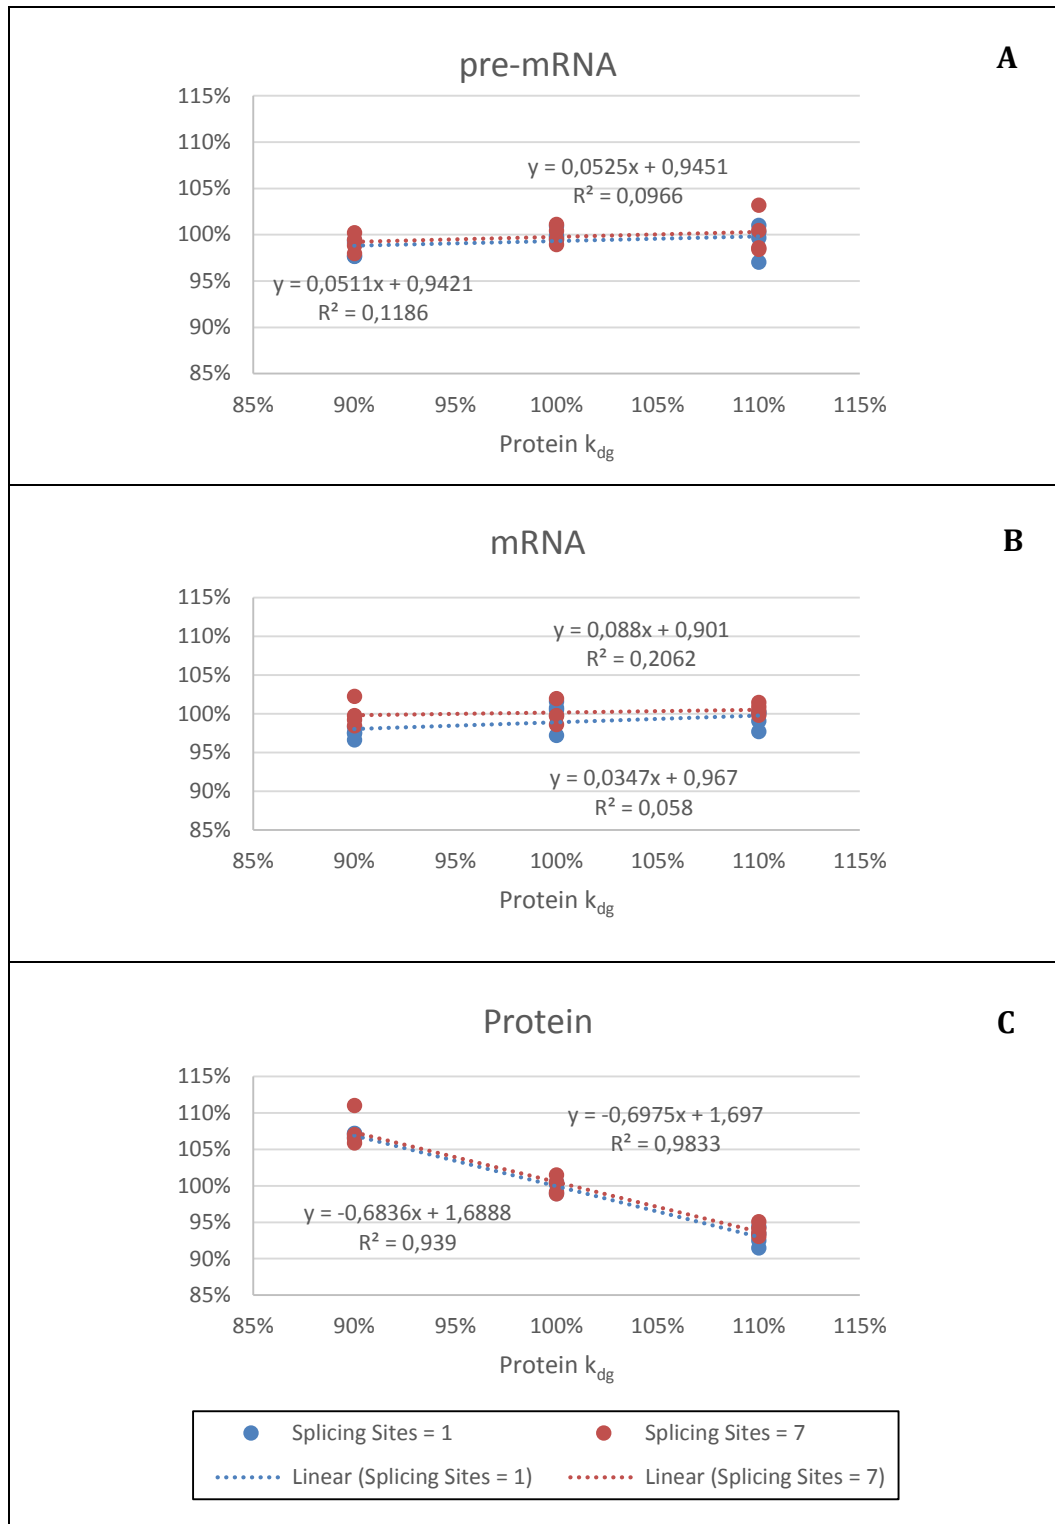 A
pre-mRNA
115%
110%
105%
100%
95%
90%
85%
y = 0,0525x + 0,9451
R² = 0,0966
y = 0,0511x + 0,9421
R² = 0,1186
85% 90% 95% 100% 105% 110% 115%
Protein kdg
B
mRNA
115%
110%
105%
100%
95%
90%
85%
y = 0,088x + 0,901
R² = 0,2062
y = 0,0347x + 0,967
R² = 0,058
85% 90% 95% 100% 105% 110% 115%
Protein kdg
C
Protein
115%
110%
105%
100%
95%
90%
85%
y = -0,6975x + 1,697
R² = 0,9833
y = -0,6836x + 1,6888
R² = 0,939
85% 90% 95% 100% 105% 110% 115%
Protein kdg
Splicing Sites = 1 Splicing Sites = 7
Linear (Splicing Sites = 1) Linear (Splicing Sites = 7)